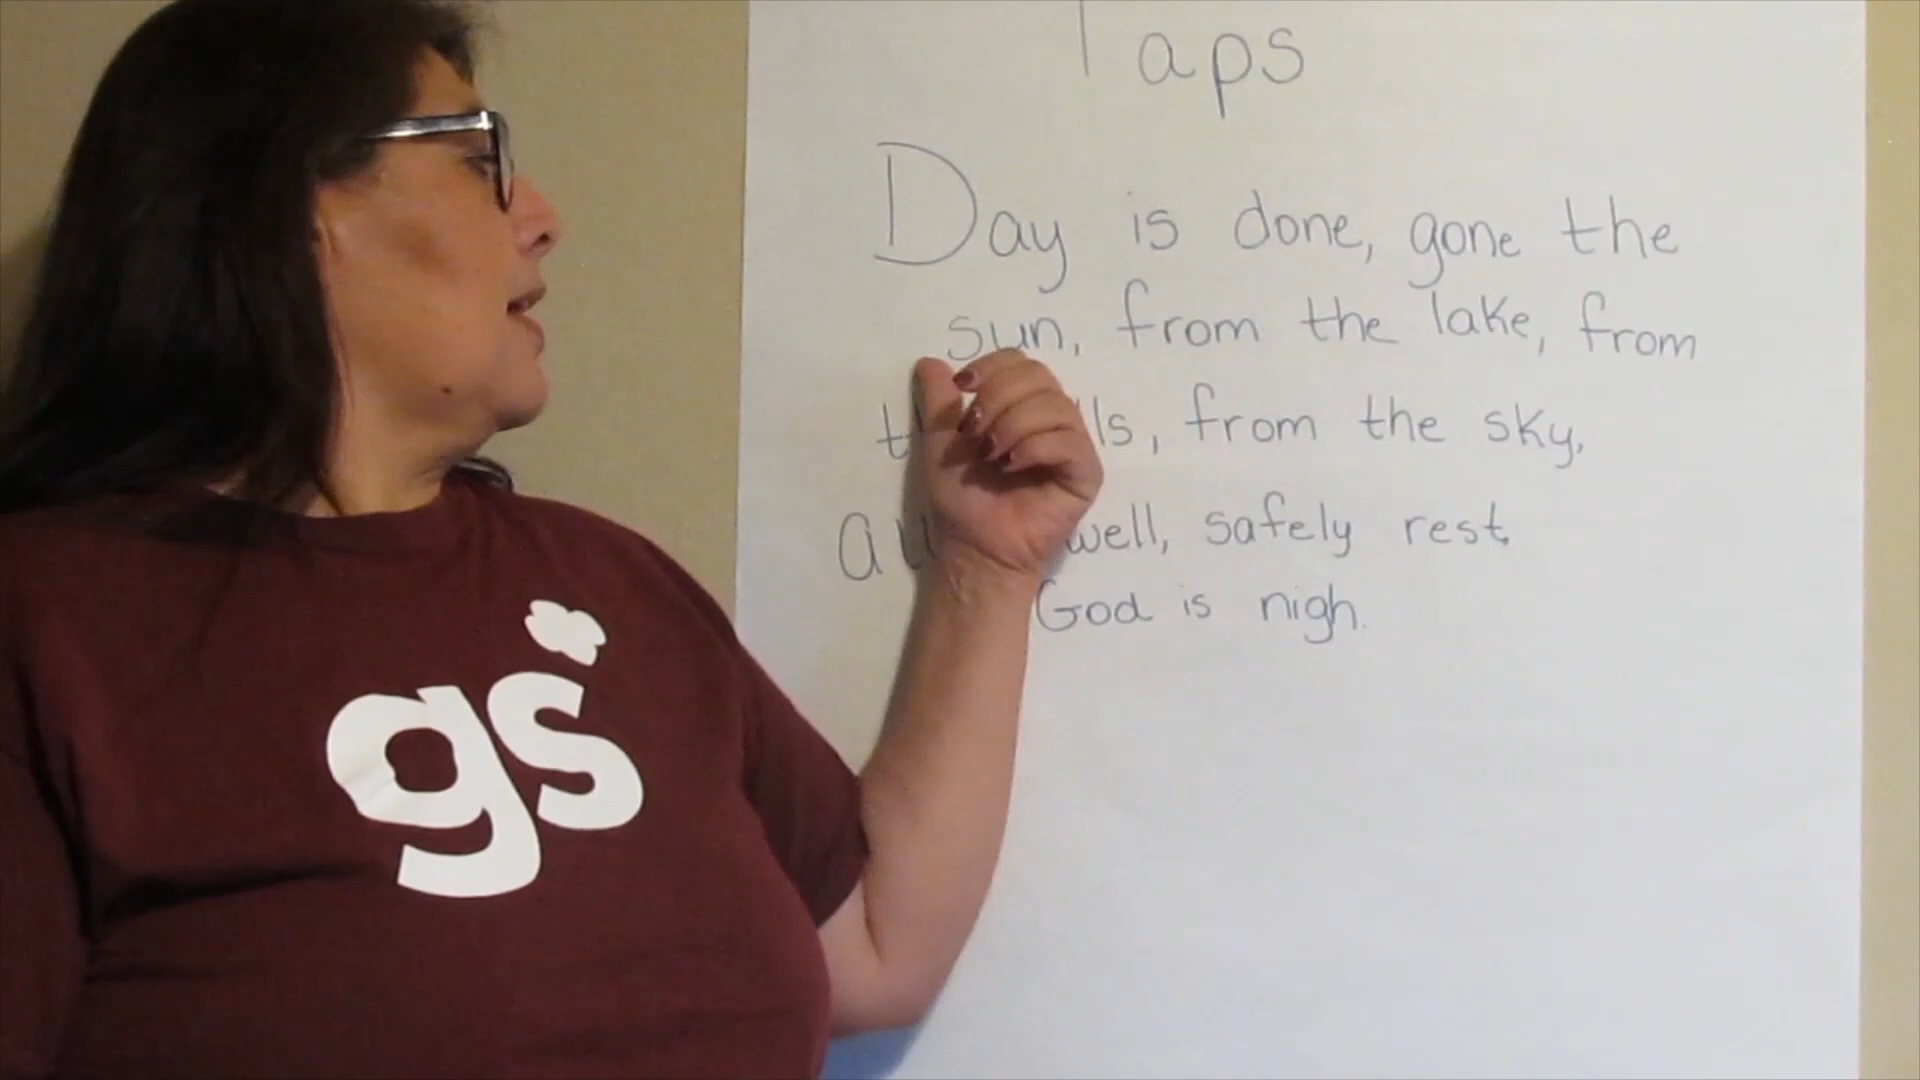 Taps
Day is done, gone the
sun, from the lake, from
lls, from the sky,
well, safely rest
God is nigh.
gs